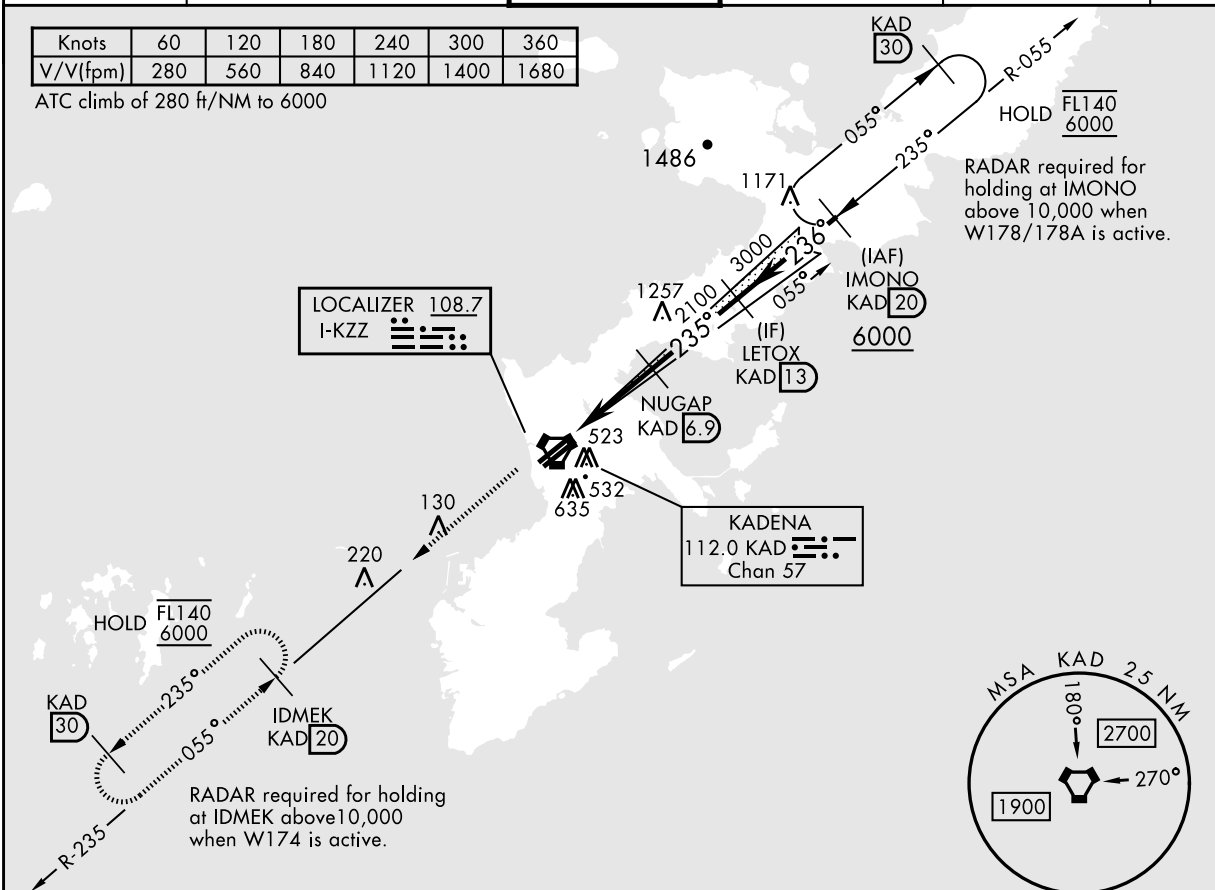 Knots 60 120 180 240 300 360
V/V(fpm) 280 560 840 1120 1400 1680
ATC climb of 280 ft/NM to 6000
KAD
30
R-055
HOLD FL140
6000
055°
235°
RADAR required for
holding at IMONO
above 10,000 when
W178/178A is active.
1486
1171
236°
3000
(IAF)
IMONO
KAD 20
6000
055°
1257
2100
235°
(IF)
LETOX
KAD 13
LOCALIZER 108.7
I-KZZ
NUGAP
KAD 6.9
523
532
635
KADENA
112.0 KAD
Chan 57
130
220
HOLD FL140
6000
235°
055°
KAD
30
IDMEK
KAD 20
R-235
RADAR required for holding
at IDMEK above10,000
when W174 is active.
MSA KAD 25 NM
180°
2700
270°
1900